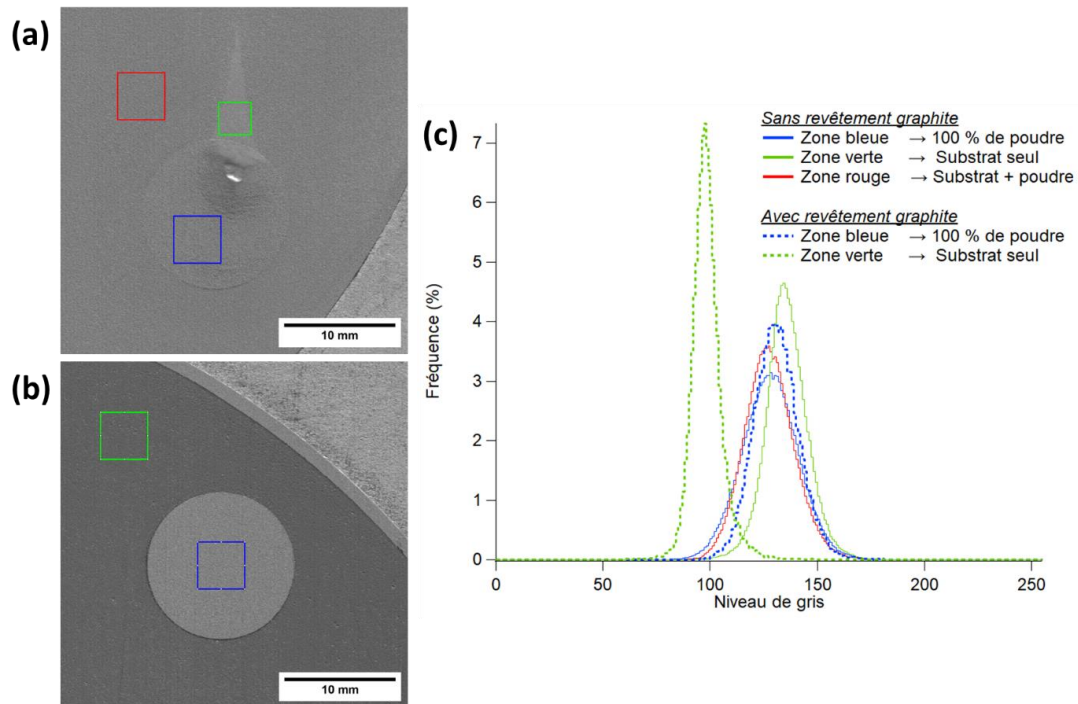 (a)
10 mm
(b)
10 mm
(c)
Sans revêtement graphite
Zone bleue → 100 % de poudre
Zone verte → Substrat seul
Zone rouge → Substrat + poudre
Avec revêtement graphite
Zone bleue → 100 % de poudre
Zone verte → Substrat seul
Fréquence (%)
7
6
5
4
3
2
1
0
0 50 100 150 200 250
Niveau de gris